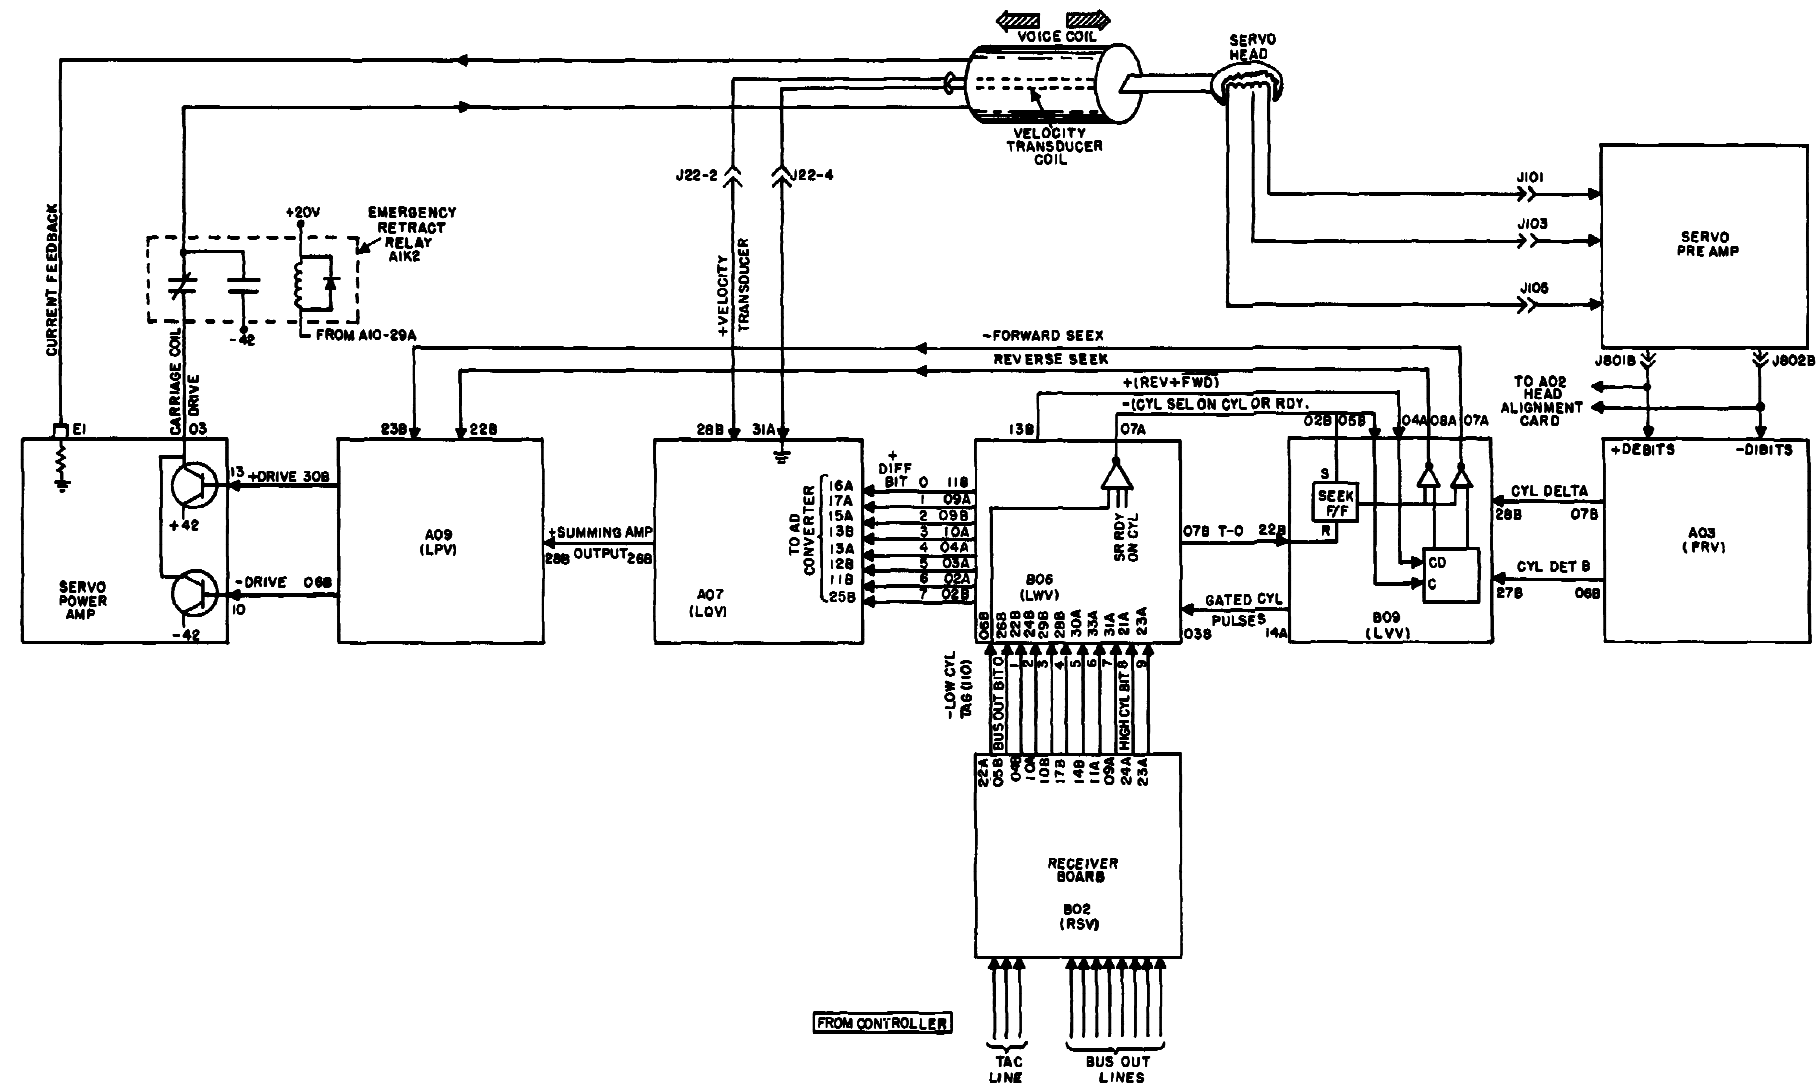 VOICE COIL
SERVO
HEAD
VELOCITY
TRANSDUCER
COIL
J22-2
J22-4
J101
J103
J105
SERVO
PRE AMP
J801B
J802B
CURRENT FEEDBACK
+20V
EMERGENCY
RETRACT
RELAY
A1K2
-42
FROM A10-29A
CARRIAGE COIL
DRIVE
+VELOCITY
TRANSDUCER
-FORWARD SEEX
REVERSE SEEK
+(REV+FWD)
-(CYL SEL ON CYL OR RDY.
TO A02
HEAD
ALIGNMENT
CARD
E1
03
13
+42
SERVO
POWER
AMP
-42
10
+DRIVE 30B
-DRIVE 06B
23B
22B
A09
(LPV)
+SUMMING AMP
OUTPUT
28B
26B
28B
31A
A07
(LQV)
TO AD
CONVERTER
16A
17A
15A
13B
13A
12B
11B
25B
+
DIFF
BIT
0 11B
1 09A
2 09B
3 10A
4 04A
5 03A
6 02A
7 02B
13B
07A
SR RDY
ON CYL
B06
(LWV)
06B
26B
22B
24B
29B
28B
30A
33A
31A
21A
23A
07B T-0 22B
GATED CYL
PULSES
03B
14A
02B
05B
04A
08A
07A
S
SEEK
F/F
R
CD
C
B09
(LVV)
CYL DELTA
28B
07B
CYL DET B
27B
06B
+DEBITS
-DIBITS
A03
(FRV)
-LOW CYL
TAG (110)
BUS OUT BIT 0
1
2
3
4
5
6
7
HIGH CYL BIT 8
9
22A
05B
04B
10A
10B
17B
14B
11A
09A
24A
23A
RECEIVER
BOARB
B02
(RSV)
FROM CONTROLLER
TAC
LINE
BUS OUT
LINES